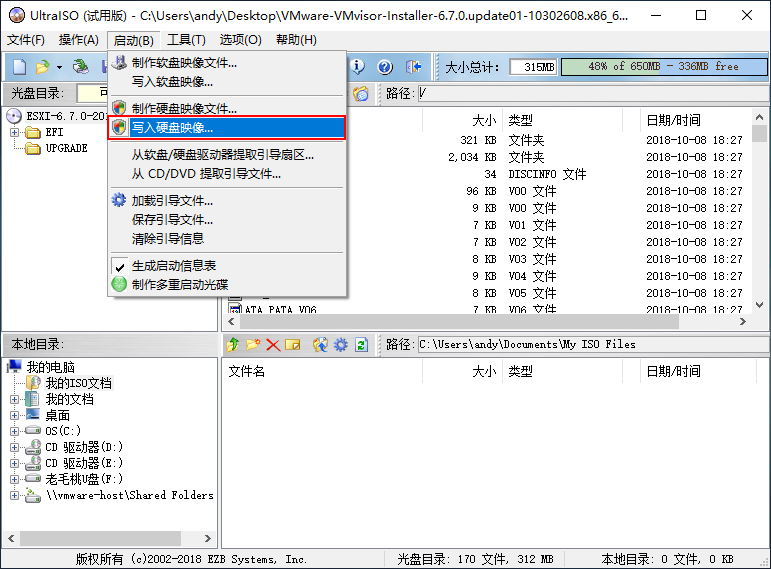 UltraISO (试用版) - C:\Users\andy\Desktop\VMware-VMvisor-Installer-6.7.0.update01-10302608.x86_6...
文件(F) 操作(A) 启动(B) 工具(T) 选项(O) 帮助(H)
大小总计: 315MB 48% of 650MB - 336MB free
光盘目录: 可 路径: /
制作软盘映像文件...
写入软盘映像...
制作硬盘映像文件...
写入硬盘映像...
从软盘/硬盘驱动器提取引导扇区...
从 CD/DVD 提取引导文件...
加载引导文件...
保存引导文件...
清除引导信息
生成启动信息表
制作多重启动光碟
ESXI-6.7.0-20
EFI
UPGRADE
大小 类型 日期/时间
321 KB 文件夹 2018-10-08 18:27
2,034 KB 文件夹 2018-10-08 18:27
34 DISCINFO 文件 2018-10-08 18:27
96 KB V00 文件 2018-10-08 18:27
9 KB V00 文件 2018-10-08 18:27
7 KB V01 文件 2018-10-08 18:27
7 KB V02 文件 2018-10-08 18:27
8 KB V03 文件 2018-10-08 18:27
9 KB V04 文件 2018-10-08 18:27
8 KB V05 文件 2018-10-08 18:27
ATA_PATA.V06 7 KB V06 文件 2018-10-08 18:27
本地目录: 路径: C:\Users\andy\Documents\My ISO Files
我的电脑
我的ISO文档
我的文档
桌面
OS(C:)
CD 驱动器(D:)
CD 驱动器(E:)
老毛桃U盘(F:)
\\vmware-host\Shared Folders
文件名 大小 类型 日期/时间
版权所有 (c)2002-2018 EZB Systems, Inc. 光盘目录: 170 文件, 312 MB 本地目录: 0 文件, 0 KB